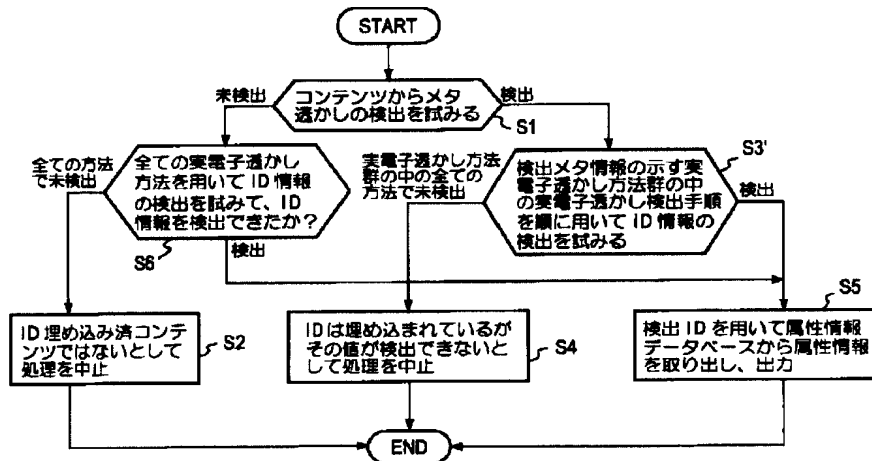 START
コンテンツからメタ
透かしの検出を試みる
未検出
検出
S1
全ての方法
で未検出
全ての実電子透かし
方法を用いてID情報
の検出を試みて、ID
情報を検出できたか？
S6
検出
実電子透かし方法
群の中の全ての
方法で未検出
検出メタ情報の示す実
電子透かし方法群の中
の実電子透かし検出手順
を順に用いてID情報の
検出を試みる
S3'
検出
ID埋め込み済コンテ
ンツではないとして
処理を中止
S2
IDは埋め込まれているが
その値が検出できないと
して処理を中止
S4
S5
検出IDを用いて属性情報
データベースから属性情報
を取り出し、出力
END